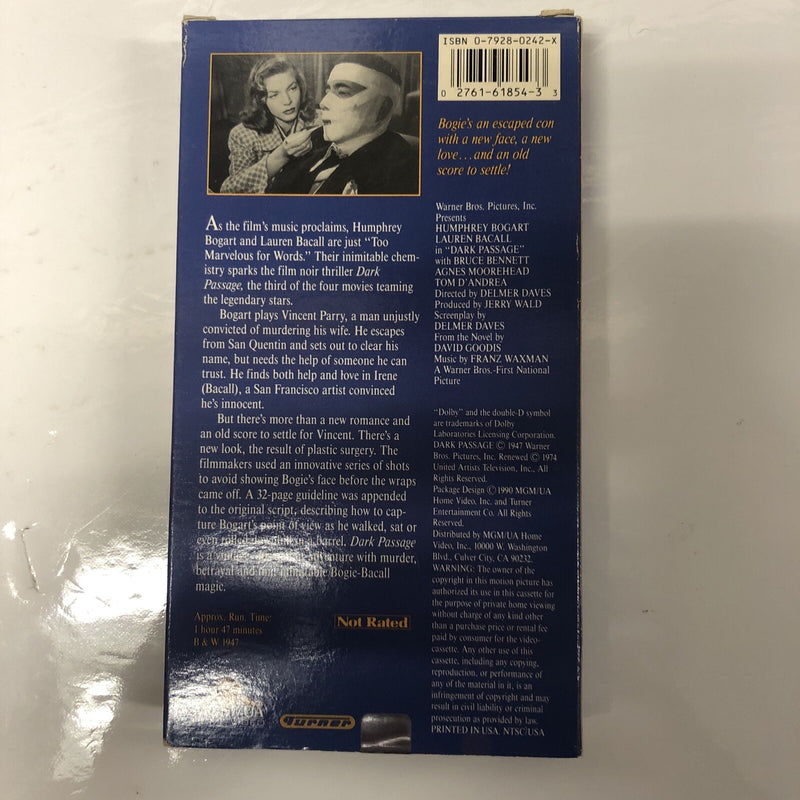 ISBN 0-7928-0242-X
0 2761-61854-3 3
Bogie's an escaped con
with a new face, a new
love...and an old
score to settle!
As the film's music proclaims, Humphrey
Bogart and Lauren Bacall are just "Too
Marvelous for Words." Their inimitable chem-
istry sparks the film noir thriller Dark
Passage, the third of the four movies teaming
the legendary stars.
Bogart plays Vincent Parry, a man unjustly
convicted of murdering his wife. He escapes
from San Quentin and sets out to clear his
name, but needs the help of someone he can
trust. He finds both help and love in Irene
(Bacall), a San Francisco artist convinced
he's innocent.
But there's more than a new romance and
an old score to settle for Vincent. There's a
new look, the result of plastic surgery. The
filmmakers used an innovative series of shots
to avoid showing Bogie's face before the wraps
came off. A 32-page guideline was appended
to the original script, describing how to cap-
ture Bogart's point of view as he walked, sat or
even rolled downhill in a barrel. Dark Passage
is a adventure with murder,
betrayal and Bogie-Bacall
magic.
Approx. Run. Time:
1 hour 47 minutes
B & W 1947
Not Rated
Turner
Warner Bros. Pictures, Inc.
Presents
HUMPHREY BOGART
LAUREN BACALL
in "DARK PASSAGE"
with BRUCE BENNETT
AGNES MOOREHEAD
TOM D'ANDREA
Directed by DELMER DAVES
Produced by JERRY WALD
Screenplay by
DELMER DAVES
From the Novel by
DAVID GOODIS
Music by FRANZ WAXMAN
A Warner Bros.-First National
Picture
"Dolby" and the double-D symbol
are trademarks of Dolby
Laboratories Licensing Corporation.
DARK PASSAGE © 1947 Warner
Bros. Pictures, Inc. Renewed © 1974
United Artists Television, Inc., All
Rights Reserved.
Package Design © 1990 MGM/UA
Home Video, Inc. and Turner
Entertainment Co. All Rights
Reserved.
Distributed by MGM/UA Home
Video, Inc., 10000 W. Washington
Blvd., Culver City, CA 90232.
WARNING: The owner of the
copyright in this motion picture has
authorized its use in this cassette for
the purpose of private home viewing
without charge of any kind other
than a purchase price or rental fee
paid by consumer for the video-
cassette. Any other use of this
cassette, including any copying,
reproduction, or performance of
any of the material in it, is an
infringement of copyright and may
result in civil liability or criminal
prosecution as provided by law.
PRINTED IN USA. NTSC/USA